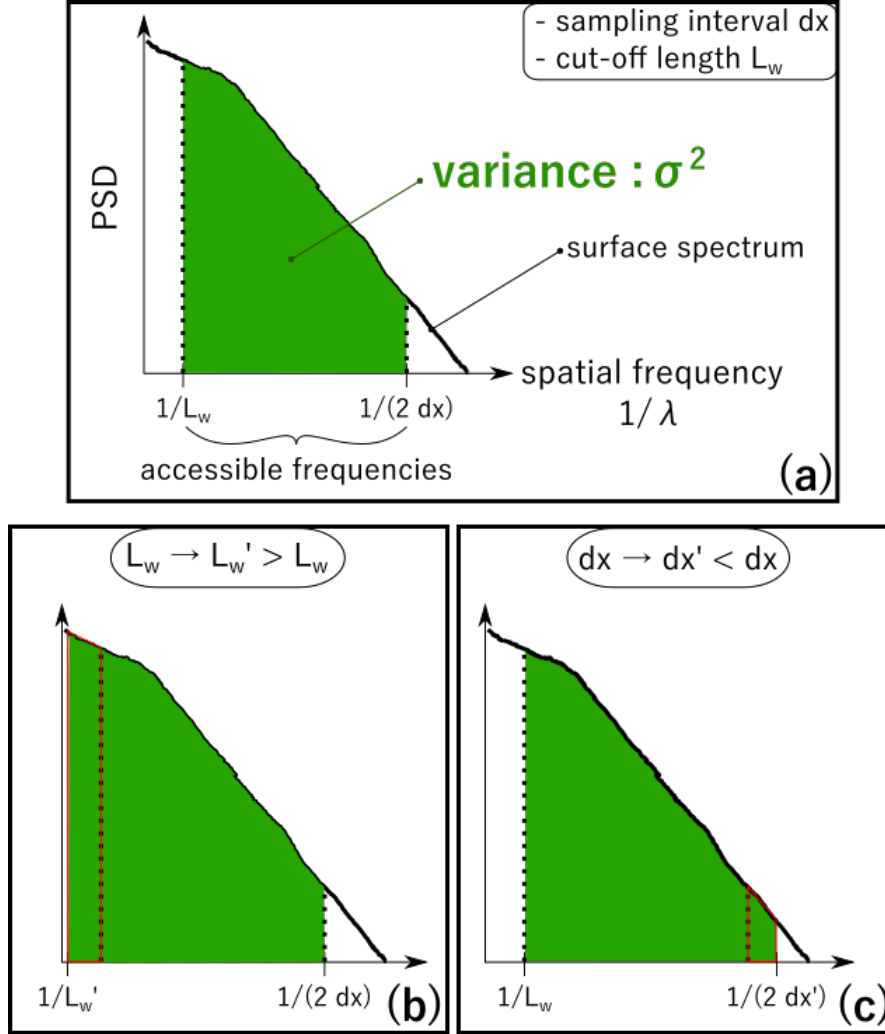 - sampling interval dx
- cut-off length L_w
variance : σ²
PSD
surface spectrum
spatial frequency
1/ λ
1/L_w
1/(2 dx)
accessible frequencies
(a)
L_w → L_w' > L_w
1/L_w'
1/(2 dx)
(b)
dx → dx' < dx
1/L_w
1/(2 dx')
(c)